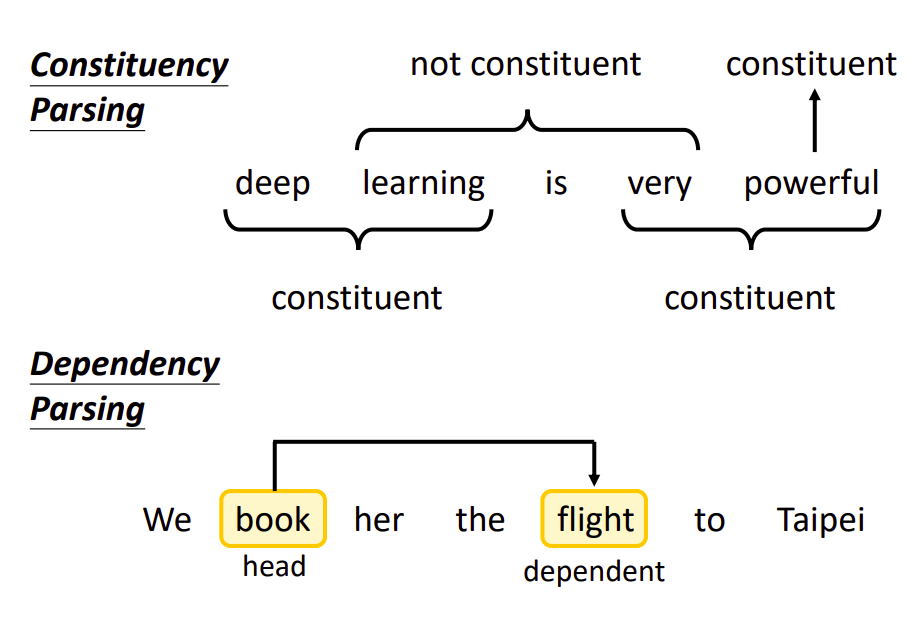 Constituency
Parsing
not constituent
constituent
deep learning is very powerful
constituent
constituent
Dependency
Parsing
We book her the flight to Taipei
head
dependent